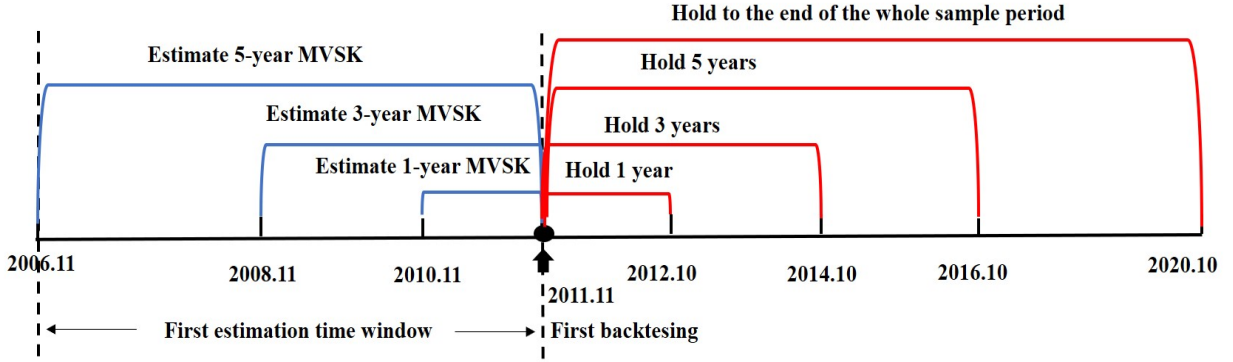 Hold to the end of the whole sample period
Estimate 5-year MVSK
Hold 5 years
Estimate 3-year MVSK
Hold 3 years
Estimate 1-year MVSK
Hold 1 year
2006.11
2008.11
2010.11
2011.11
2012.10
2014.10
2016.10
2020.10
First estimation time window
First backtesing